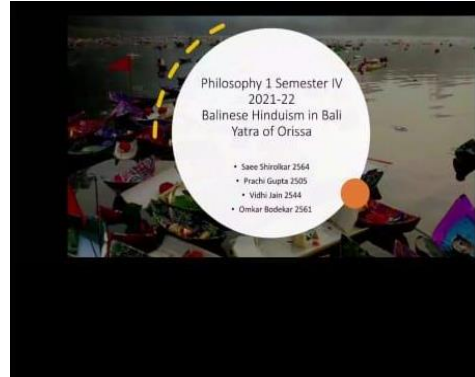 Philosophy 1 Semester IV
2021-22
Balinese Hinduism in Bali
Yatra of Orissa
• Saee Shirolkar 2564
• Prachi Gupta 2505
• Vidhi Jain 2544
• Omkar Bodekar 2561